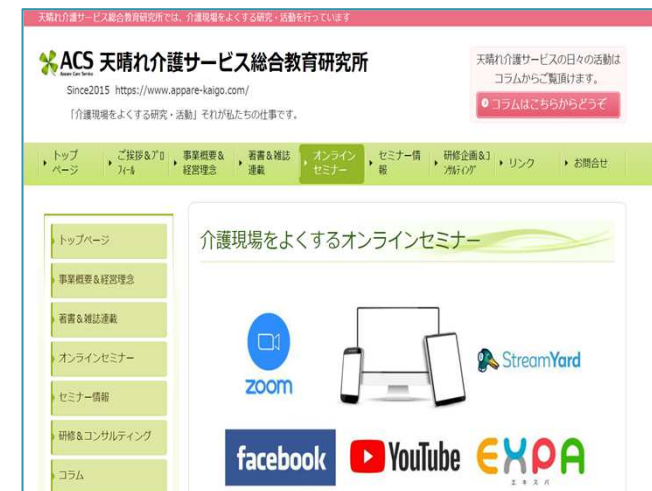 天晴れ介護サービス総合教育研究所では、介護現場をよくする研究・活動を行っています
ACS 天晴れ介護サービス総合教育研究所
Appare Care Service
Since2015 https://www.appare-kaigo.com/
「介護現場をよくする研究・活動」それが私たちの仕事です。
天晴れ介護サービスの日々の活動は
コラムからご覧頂けます。
コラムはこちらからどうぞ
トップ
ページ
ご挨拶&プロ
フィール
事業概要&
経営理念
著書&雑誌
連載
オンライン
セミナー
セミナー情
報
研修企画&コ
ンサルティング
リンク
お問合せ
トップページ
事業概要&経営理念
著書&雑誌連載
オンラインセミナー
セミナー情報
研修&コンサルティング
コラム
介護現場をよくするオンラインセミナー
zoom
StreamYard
facebook
YouTube
EXPA
エキスパ